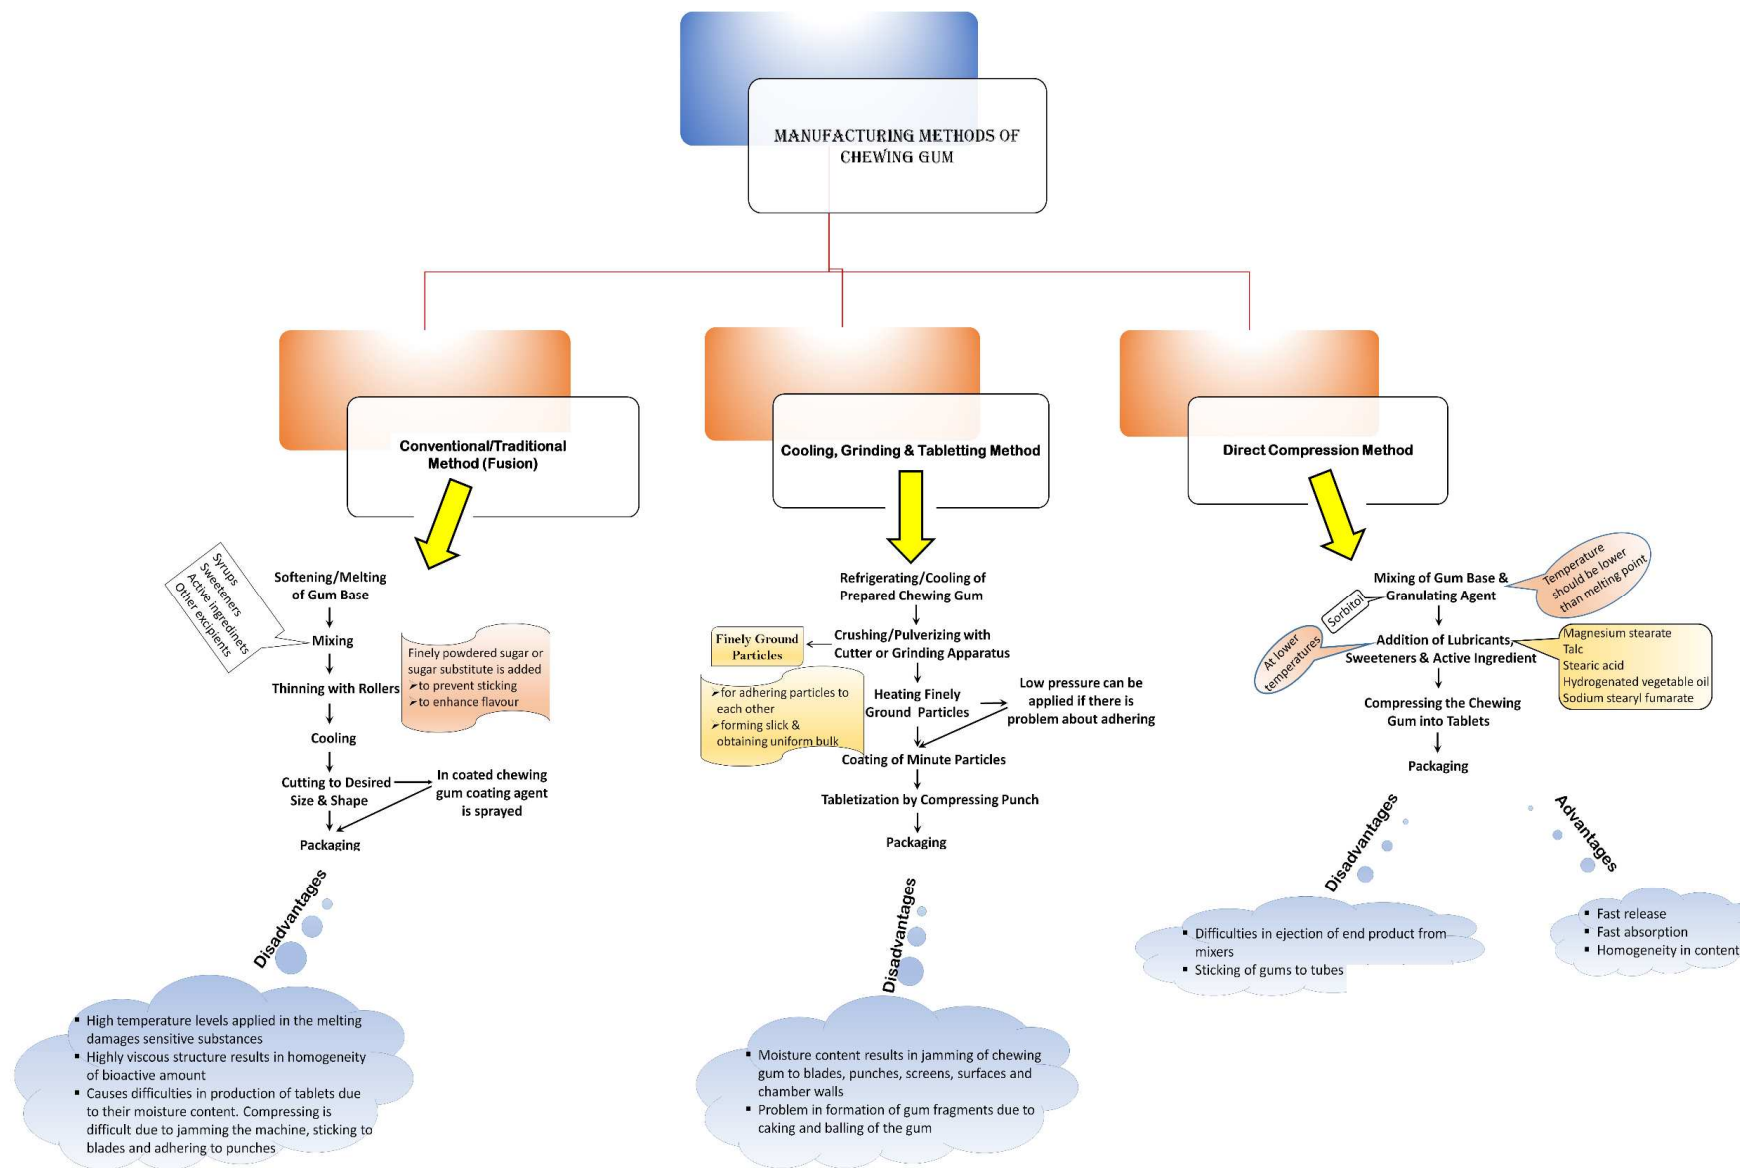 MANUFACTURING METHODS OF
CHEWING GUM
Conventional/Traditional
Method (Fusion)
Softening/Melting
of Gum Base
Syrups
Sweeteners
Active ingredinets
Other excipients
Mixing
Finely powdered sugar or
sugar substitute is added
➢to prevent sticking
➢to enhance flavour
Thinning with Rollers
Cooling
Cutting to Desired
Size & Shape
In coated chewing
gum coating agent
is sprayed
Packaging
Disadvantages
▪ High temperature levels applied in the melting
damages sensitive substances
▪ Highly viscous structure results in homogeneity
of bioactive amount
▪ Causes difficulties in production of tablets due
to their moisture content. Compressing is
difficult due to jamming the machine, sticking to
blades and adhering to punches
Cooling, Grinding & Tabletting Method
Refrigerating/Cooling of
Prepared Chewing Gum
Crushing/Pulverizing with
Cutter or Grinding Apparatus
Finely Ground
Particles
➢for adhering particles to
each other
➢forming slick &
obtaining uniform bulk
Heating Finely
Ground Particles
Low pressure can be
applied if there is
problem about adhering
Coating of Minute Particles
Tabletization by Compressing Punch
Packaging
Disadvantages
▪ Moisture content results in jamming of chewing
gum to blades, punches, screens, surfaces and
chamber walls
▪ Problem in formation of gum fragments due to
caking and balling of the gum
Direct Compression Method
Mixing of Gum Base &
Granulating Agent
Temperature
should be lower
than melting point
Sorbitol
Addition of Lubricants,
Sweeteners & Active Ingredient
At lower
temperatures
Magnesium stearate
Talc
Stearic acid
Hydrogenated vegetable oil
Sodium stearyl fumarate
Compressing the Chewing
Gum into Tablets
Packaging
Disadvantages
▪ Difficulties in ejection of end product from
mixers
▪ Sticking of gums to tubes
Advantages
▪ Fast release
▪ Fast absorption
▪ Homogeneity in content